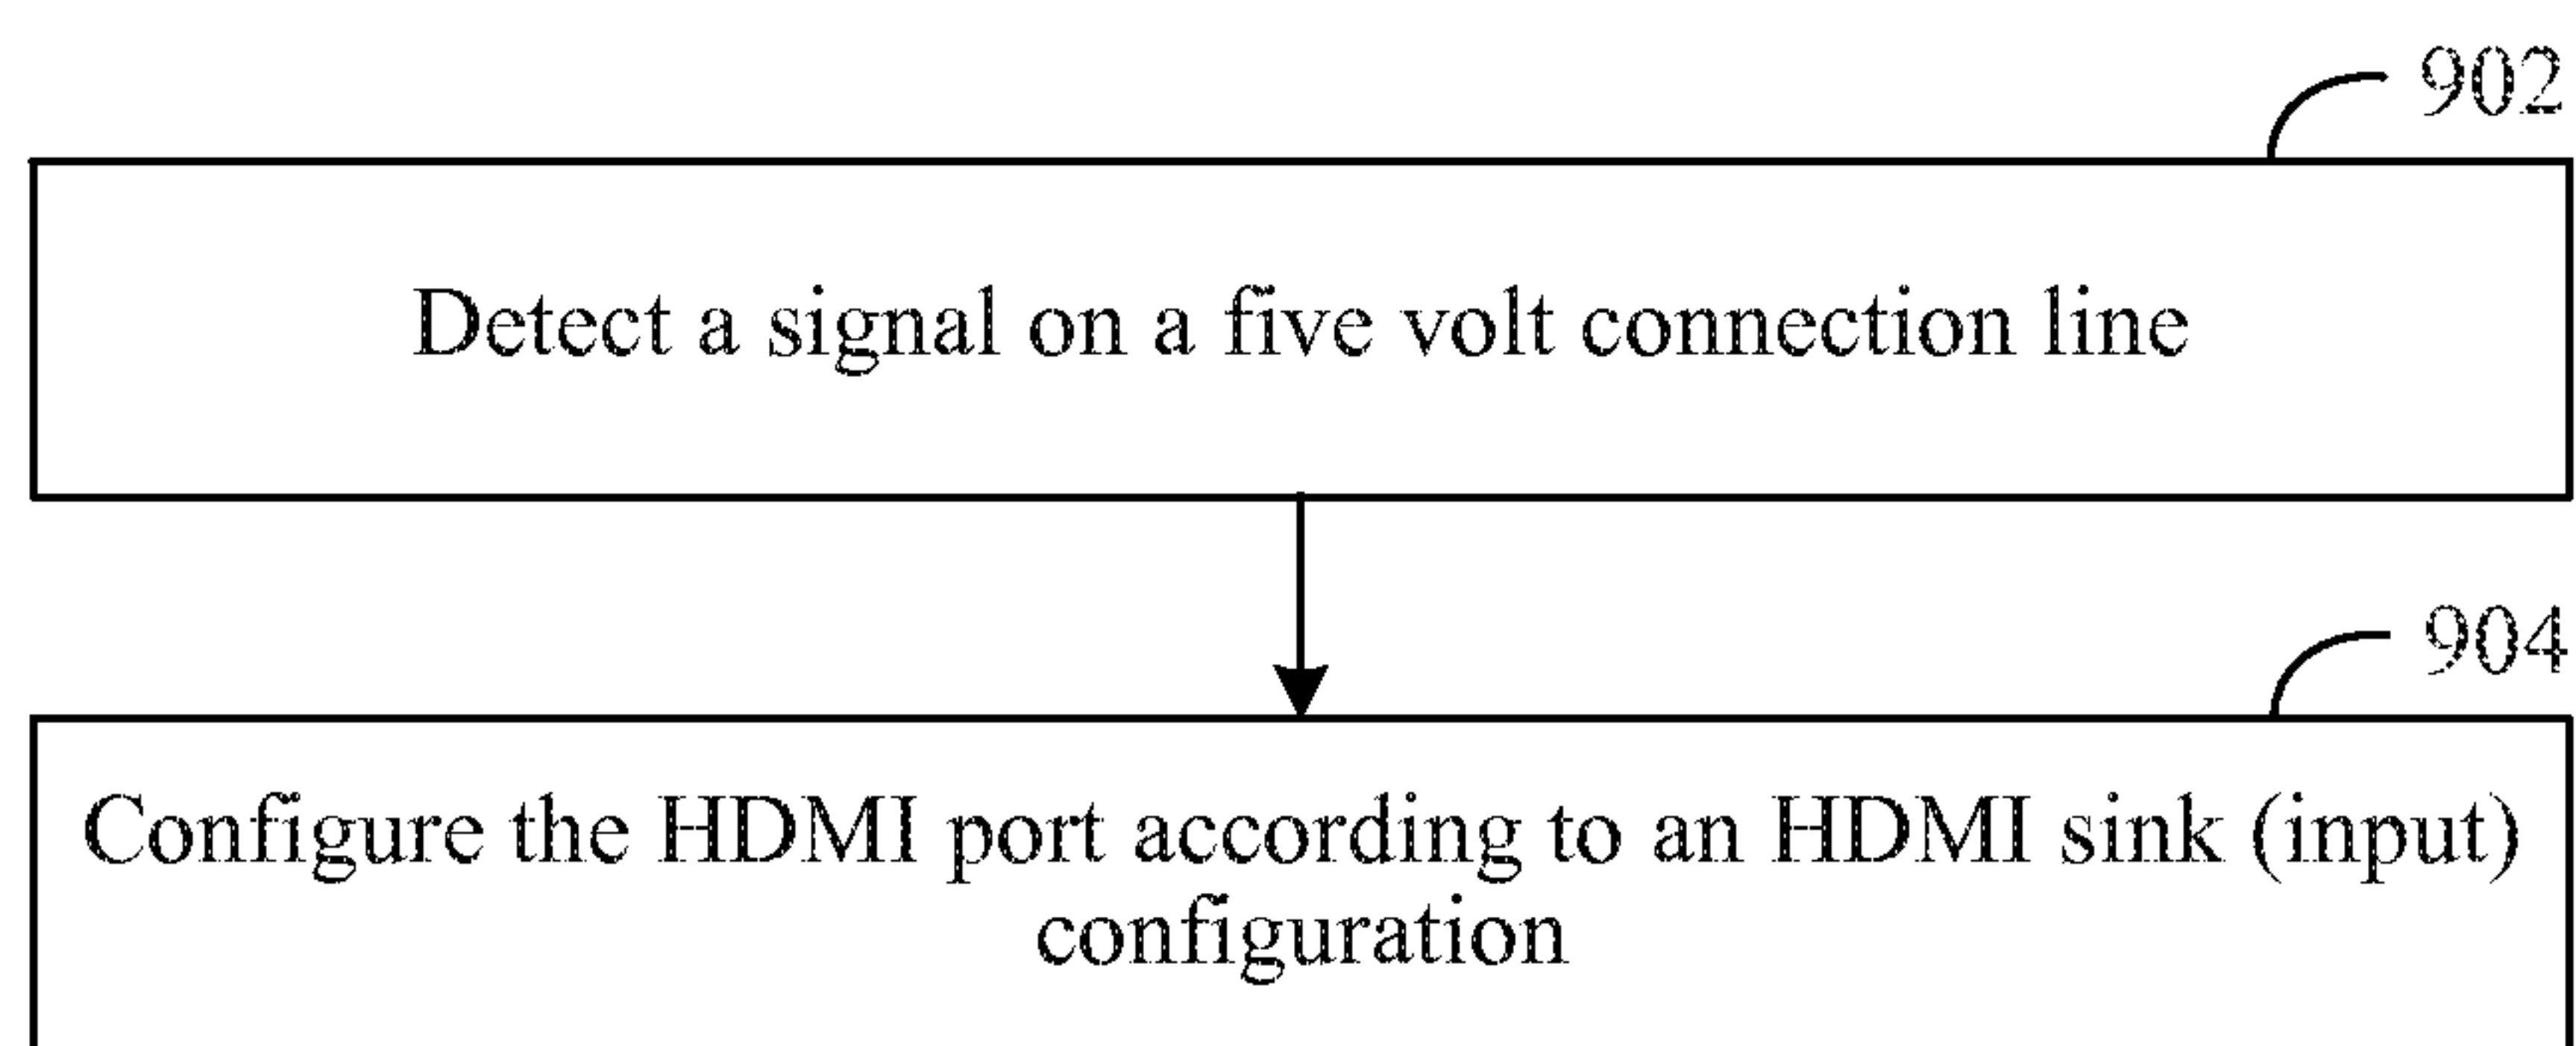 902
Detect a signal on a five volt connection line
904
Configure the HDMI port according to an HDMI sink (input)
configuration